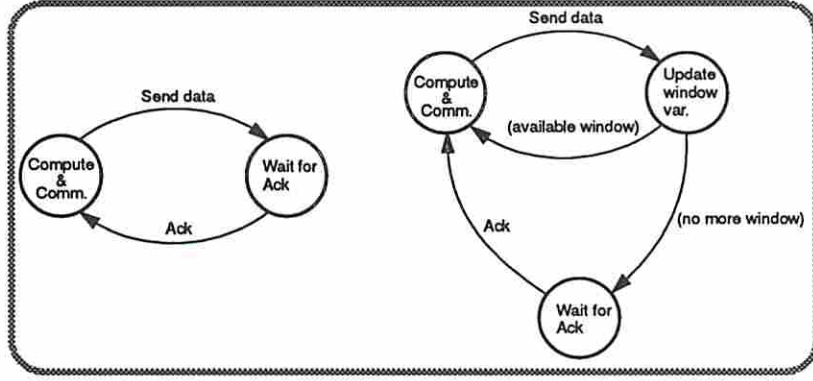 Send data
Compute
&
Comm.
Wait for
Ack
Ack
Send data
Compute
&
Comm.
Update
window
var.
(available window)
(no more window)
Ack
Wait for
Ack